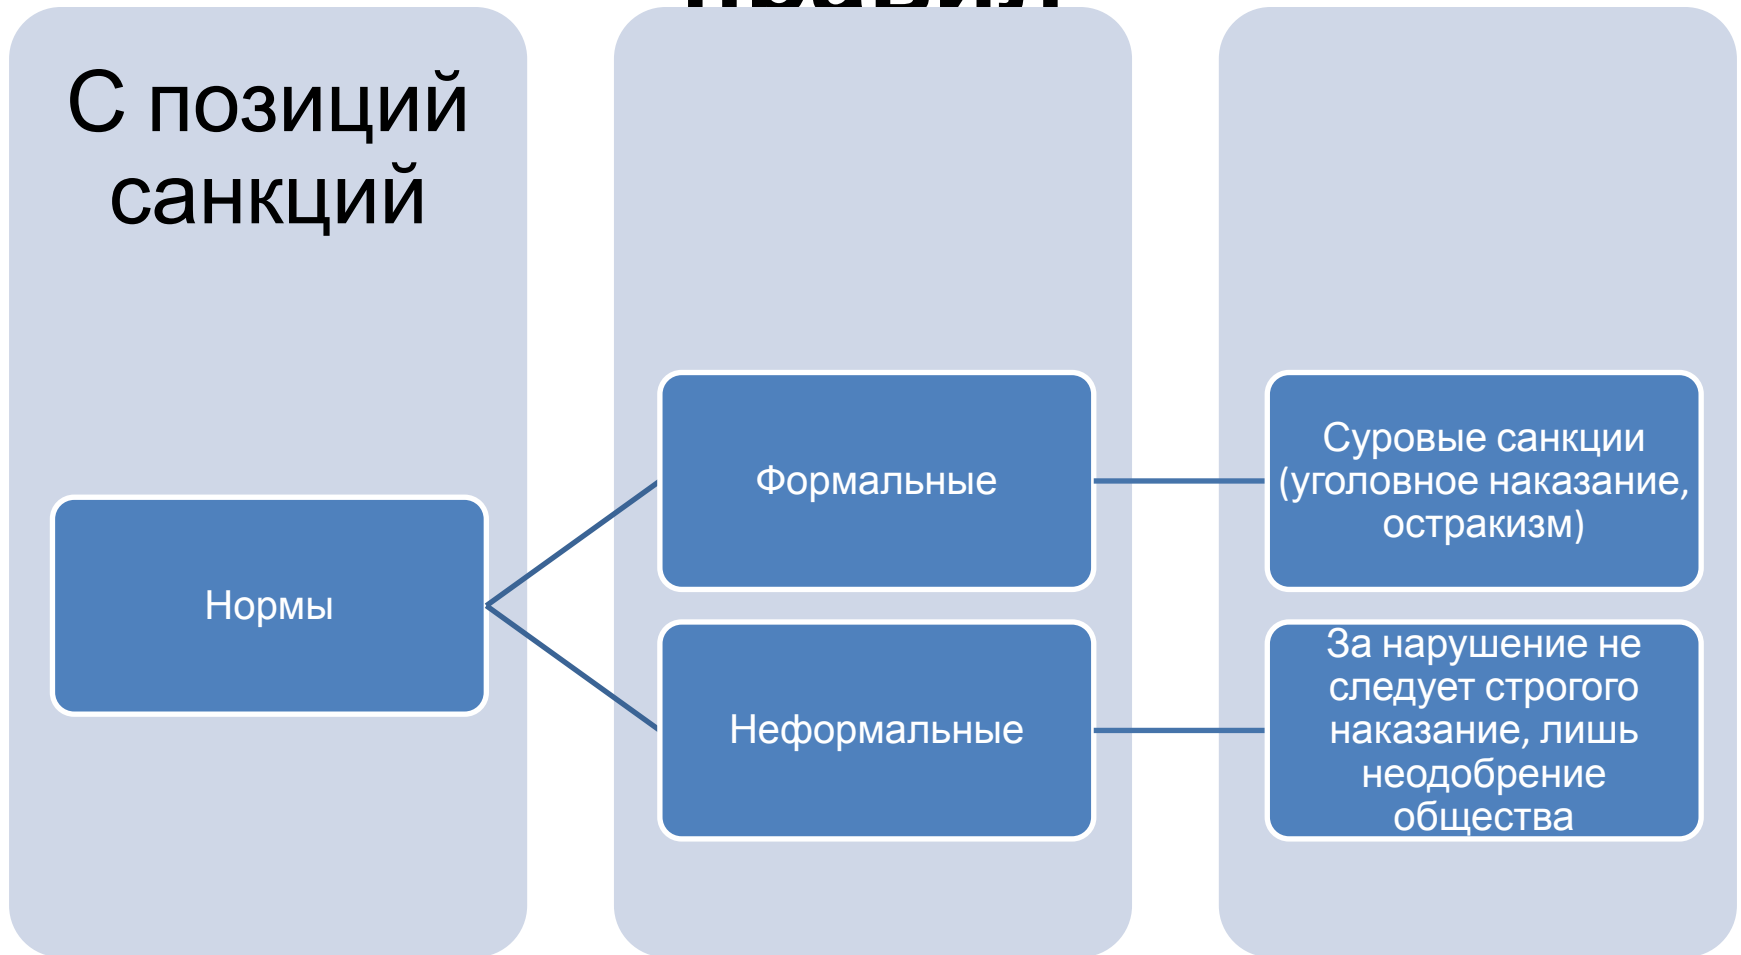 С позиций
санкций
Нормы
Формальные
Неформальные
Суровые санкции
(уголовное наказание,
остракизм)
За нарушение не
следует строгого
наказание, лишь
неодобрение
общества